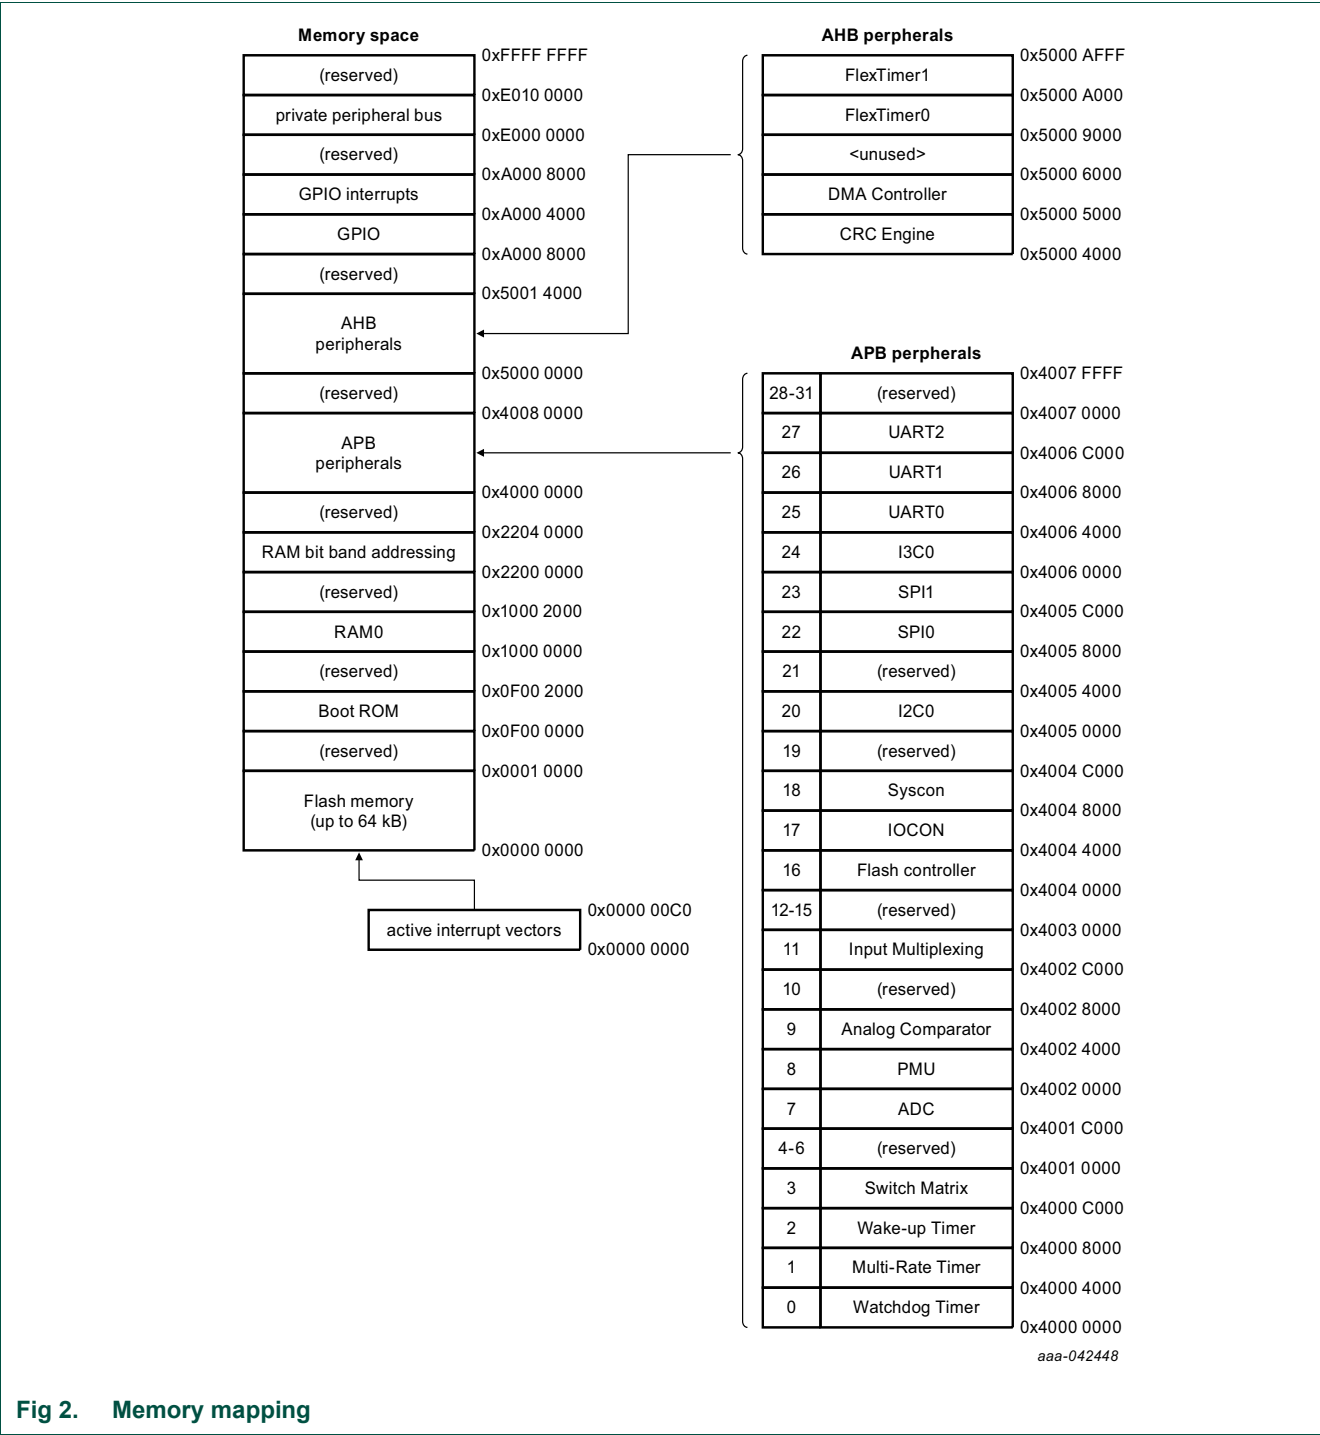 Memory space
0xFFFF FFFF
(reserved)
0xE010 0000
private peripheral bus
0xE000 0000
(reserved)
0xA000 8000
GPIO interrupts
0xA000 4000
GPIO
0xA000 8000
(reserved)
0x5001 4000
AHB
peripherals
0x5000 0000
(reserved)
0x4008 0000
APB
peripherals
0x4000 0000
(reserved)
0x2204 0000
RAM bit band addressing
0x2200 0000
(reserved)
0x1000 2000
RAM0
0x1000 0000
(reserved)
0x0F00 2000
Boot ROM
0x0F00 0000
(reserved)
0x0001 0000
Flash memory
(up to 64 kB)
0x0000 0000
0x0000 00C0
active interrupt vectors
0x0000 0000
AHB perpherals
0x5000 AFFF
FlexTimer1
0x5000 A000
FlexTimer0
0x5000 9000
<unused>
0x5000 6000
DMA Controller
0x5000 5000
CRC Engine
0x5000 4000
APB perpherals
0x4007 FFFF
28-31 (reserved)
0x4007 0000
27 UART2
0x4006 C000
26 UART1
0x4006 8000
25 UART0
0x4006 4000
24 I3C0
0x4006 0000
23 SPI1
0x4005 C000
22 SPI0
0x4005 8000
21 (reserved)
0x4005 4000
20 I2C0
0x4005 0000
19 (reserved)
0x4004 C000
18 Syscon
0x4004 8000
17 IOCON
0x4004 4000
16 Flash controller
0x4004 0000
12-15 (reserved)
0x4003 0000
11 Input Multiplexing
0x4002 C000
10 (reserved)
0x4002 8000
9 Analog Comparator
0x4002 4000
8 PMU
0x4002 0000
7 ADC
0x4001 C000
4-6 (reserved)
0x4001 0000
3 Switch Matrix
0x4000 C000
2 Wake-up Timer
0x4000 8000
1 Multi-Rate Timer
0x4000 4000
0 Watchdog Timer
0x4000 0000
aaa-042448
Fig 2. Memory mapping